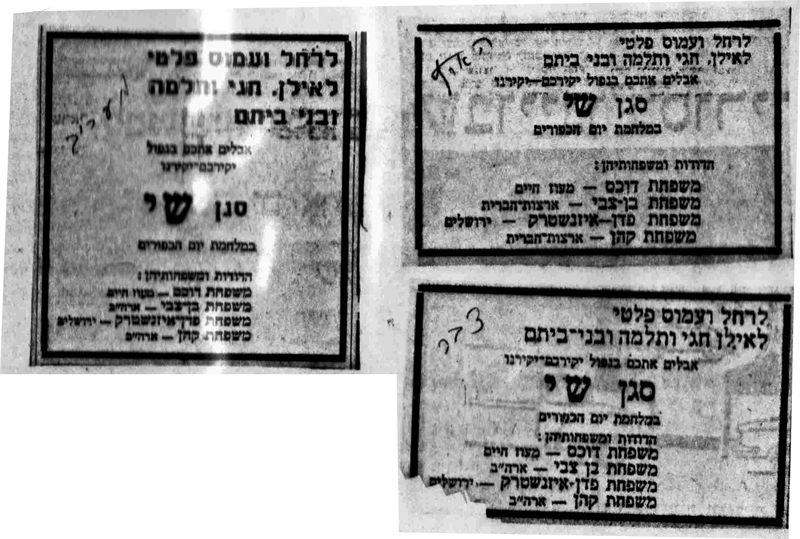 מעריב
לרחל ועמוס פלטי
לאילן, חגי ותלמה
ובני ביתם
אבלים אתכם בנפול
יקירכם־יקירנו
סגן שי
במלחמת יום הכפורים
הדודות ומשפחותיהן:
משפחת דוכס — מעוז חיים
משפחת בן־צבי — ארה״ב
משפחת פדן־איזנשטרק — ירושלים
משפחת קהן — ארה״ב
הארץ
לרחל ועמוס פלטי
לאילן, חגי ותלמה ובני ביתם
אבלים אתכם בנפול יקירכם—יקירנו
סגן שי
במלחמת יום הכפורים
הדודות ומשפחותיהן:
משפחת דוכס — מעוז חיים
משפחת בן־צבי — ארצות־הברית
משפחת פדן—איזנשטרק — ירושלים
משפחת קהן — ארצות־הברית
דבר
לרחל ועמוס פלטי
לאילן חגי ותלמה ובני־ביתם
אבלים אתכם בנפול יקירכם־יקירנו
סגן שי
במלחמת יום הכפורים
הדודות ומשפחותיהן:
משפחת דוכס — מעוז חיים
משפחת בן צבי — ארה״ב
משפחת פדן־איזנשטרק — ירושלים
משפחת קהן — ארה״ב